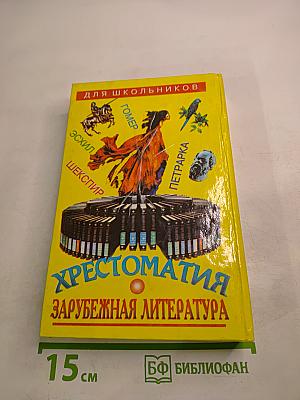 ДЛЯ ШКОЛЬНИКОВ
ГОМЕР
ЭСХИЛ
ШЕКСПИР
ПЕТРАРКА
ХРЕСТОМАТИЯ
ЗАРУБЕЖНАЯ ЛИТЕРАТУРА
15 см
БФ БИБЛИОФАН